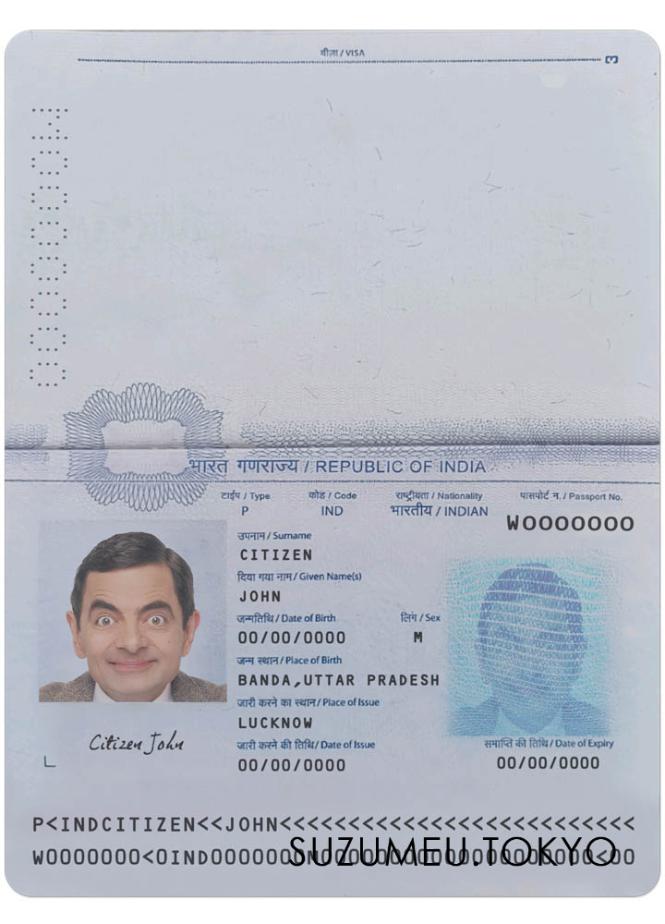 वीज़ा / VISA
3
W0000000
भारत गणराज्य / REPUBLIC OF INDIA
टाईप / Type कोड / Code राष्ट्रीयता / Nationality पासपोर्ट न. / Passport No.
P IND भारतीय / INDIAN W0000000
उपनाम / Surname
CITIZEN
दिया गया नाम / Given Name(s)
JOHN
जन्मतिथि / Date of Birth लिंग / Sex
00/00/0000 M
जन्म स्थान / Place of Birth
BANDA,UTTAR PRADESH
जारी करने का स्थान / Place of Issue
LUCKNOW
Citizen John
जारी करने की तिथि / Date of Issue समाप्ति की तिथि / Date of Expiry
00/00/0000 00/00/0000
P<INDCITIZEN<<JOHN<<<<<<<<<<<<<<<<<<<<<<<<<<
W0000000<0IND000000
SUZUMEU.TOKYO